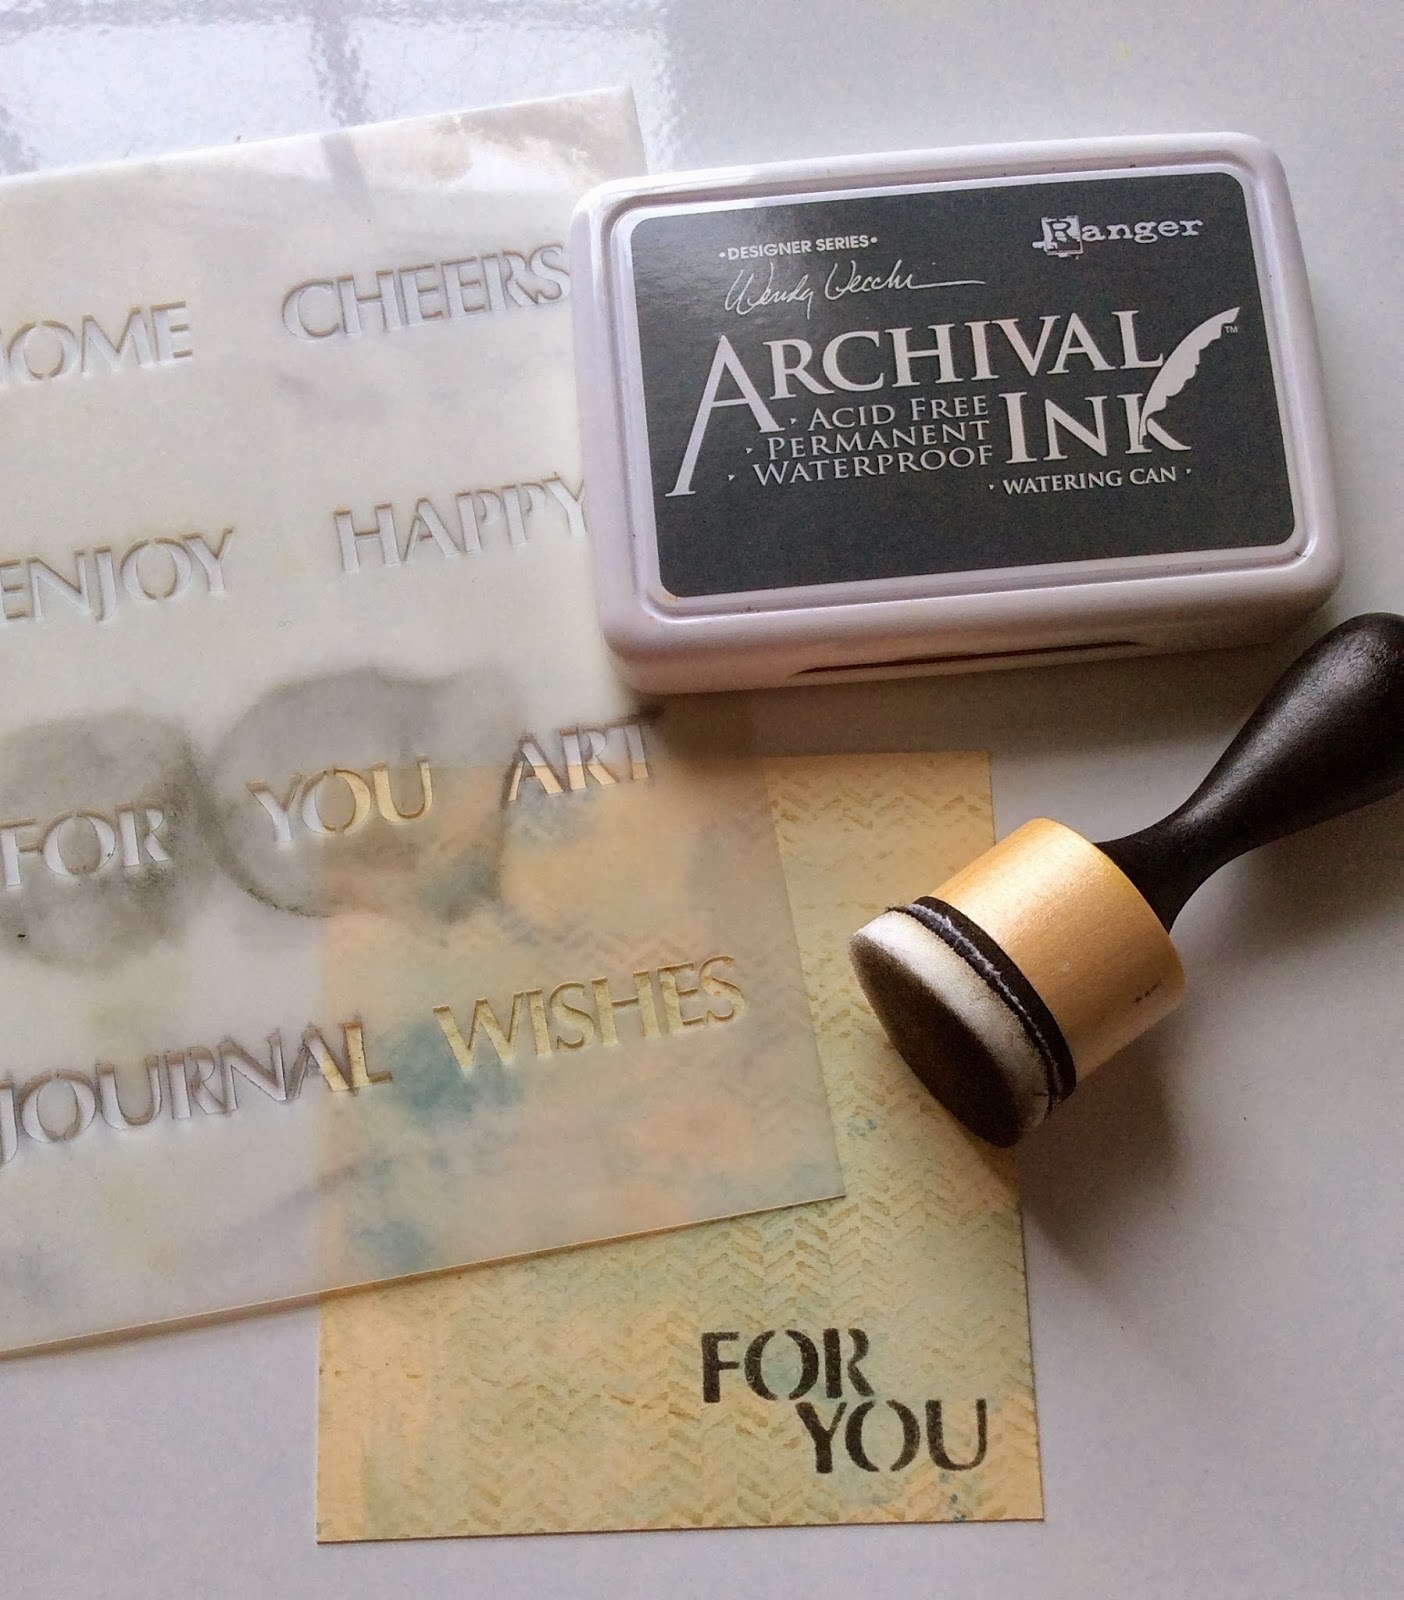 OME CHEERS
ENJOY HAPPY
FOR YOU ART
JOURNAL WISHES
•DESIGNER SERIES•
Wendy Vecchi
Ranger
ARCHIVAL™
INK
• ACID FREE
• PERMANENT
• WATERPROOF
• WATERING CAN •
FOR
YOU